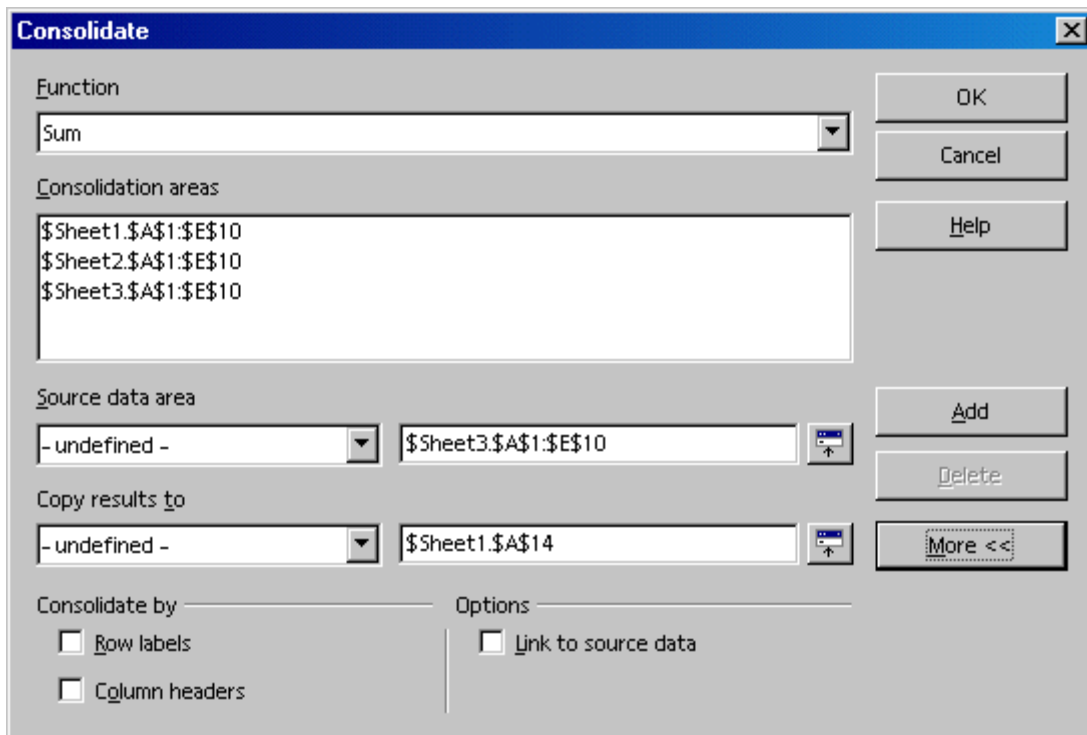 Consolidate
Function
Sum
OK
Cancel
Consolidation areas
$Sheet1.$A$1:$E$10
$Sheet2.$A$1:$E$10
$Sheet3.$A$1:$E$10
Help
Source data area
- undefined -
$Sheet3.$A$1:$E$10
Add
Delete
Copy results to
- undefined -
$Sheet1.$A$14
More <<
Consolidate by
Options
Row labels
Link to source data
Column headers